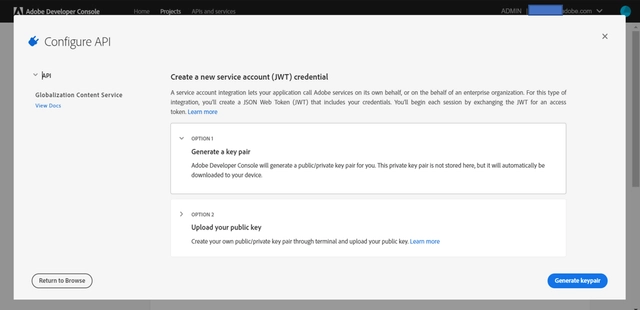 Adobe Developer Console
Home
Projects
APIs and services
ADMIN
dobe.com
Configure API
API
Globalization Content Service
View Docs
Create a new service account (JWT) credential
A service account integration lets your application call Adobe services on its own behalf, or on the behalf of an enterprise organization. For this type of
integration, you'll create a JSON Web Token (JWT) that includes your credentials. You'll begin each session by exchanging the JWT for an access
token. Learn more
OPTION 1
Generate a key pair
Adobe Developer Console will generate a public/private key pair for you. This private key pair is not stored here, but it will automatically be
downloaded to your device.
OPTION 2
Upload your public key
Create your own public/private key pair through terminal and upload your public key. Learn more
Return to Browse
Generate keypair